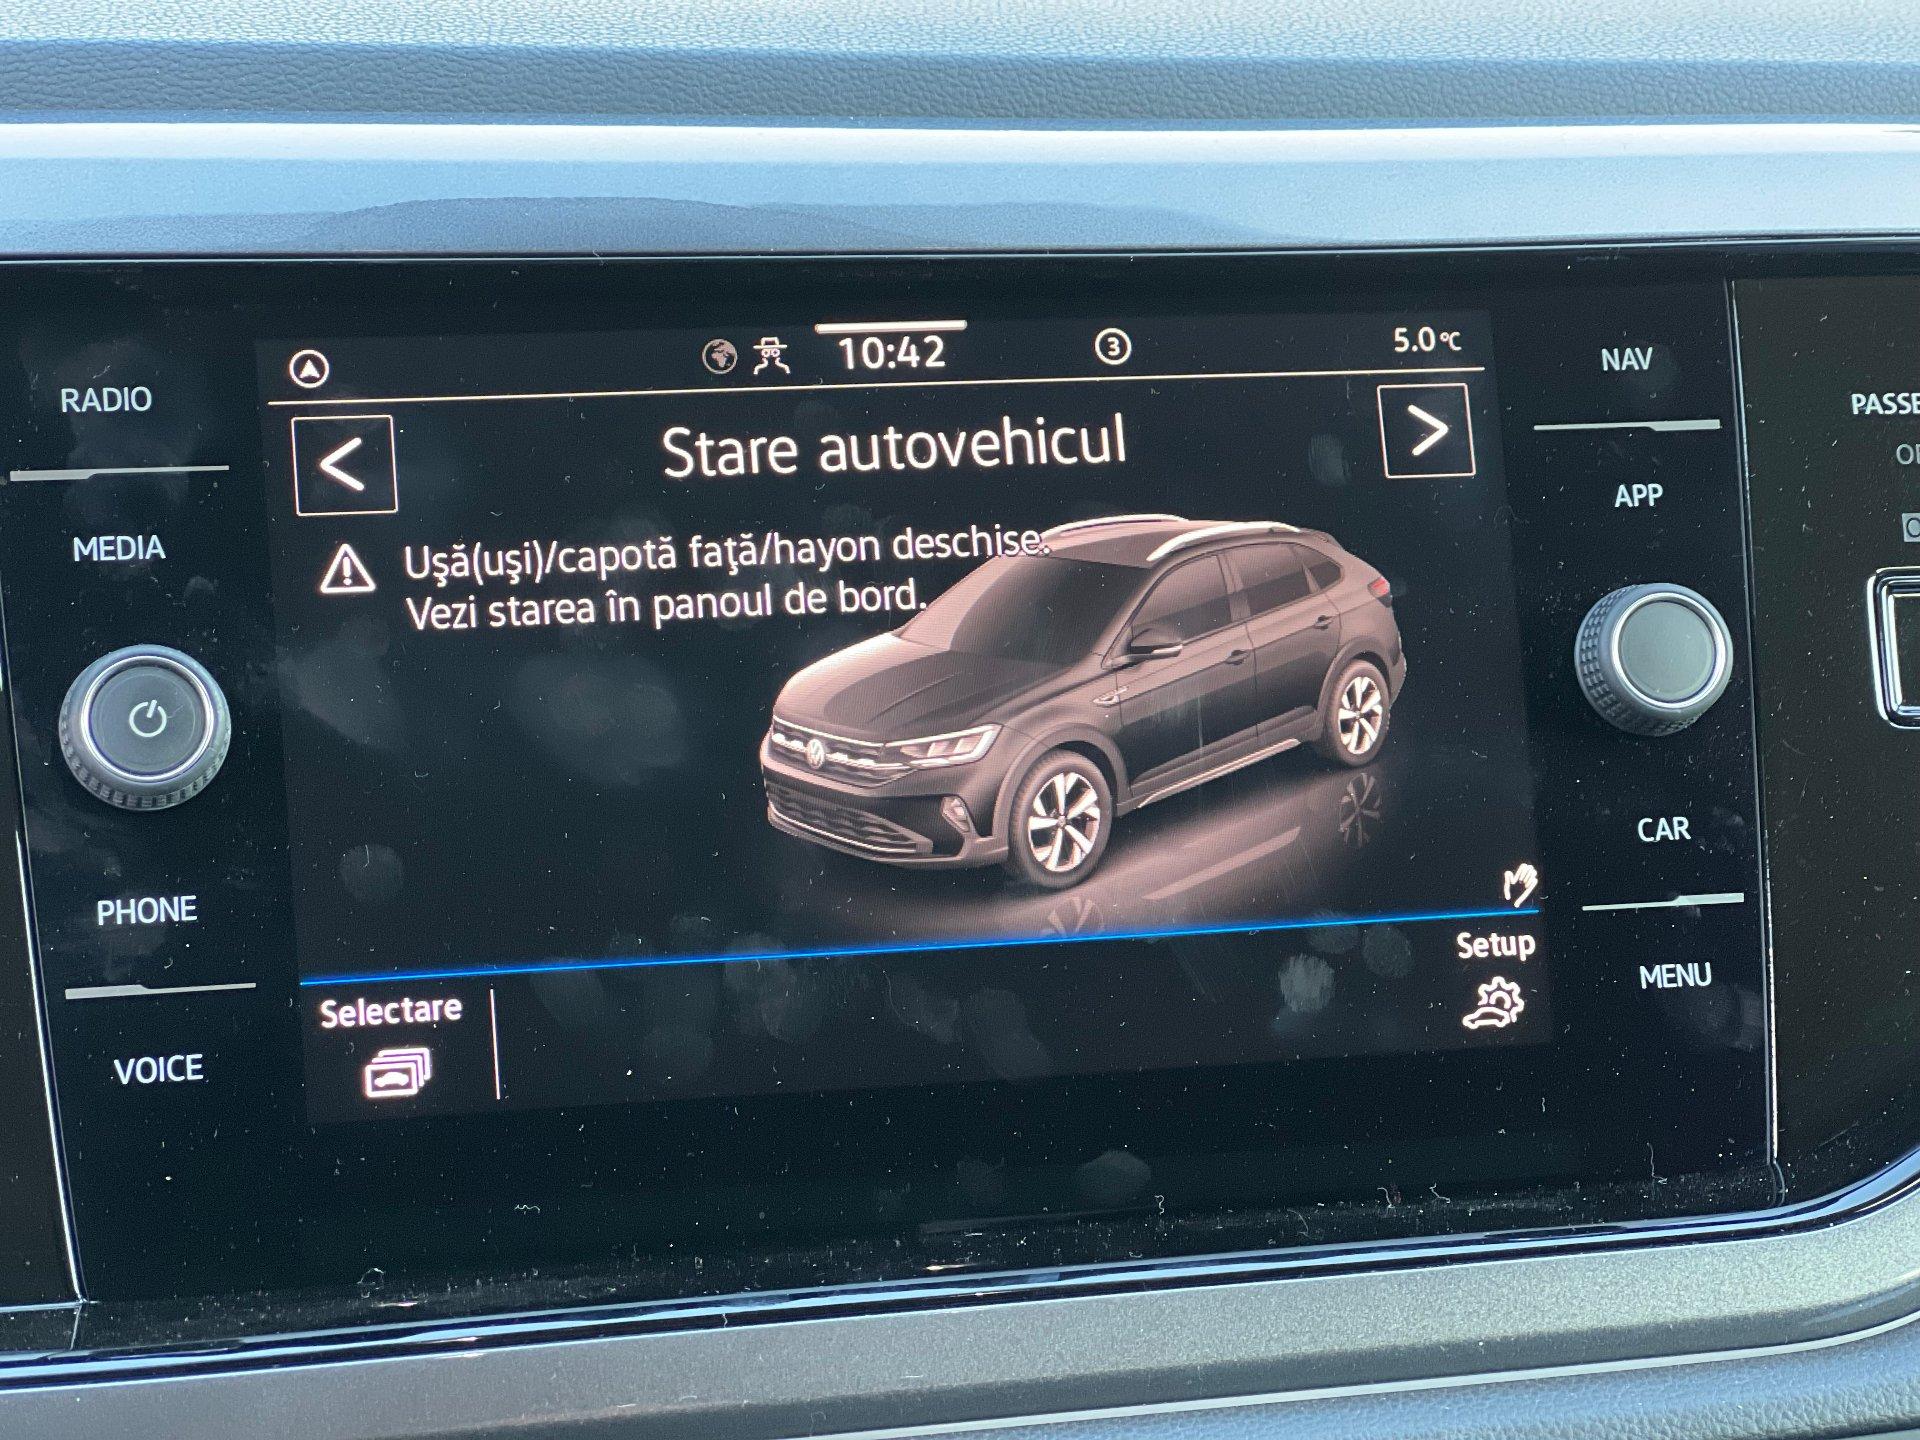 10:42
3
5.0°C
RADIO
MEDIA
PHONE
VOICE
Stare autovehicul
Uşă(uşi)/capotă faţă/hayon deschise.
Vezi starea în panoul de bord.
Selectare
Setup
NAV
APP
CAR
MENU